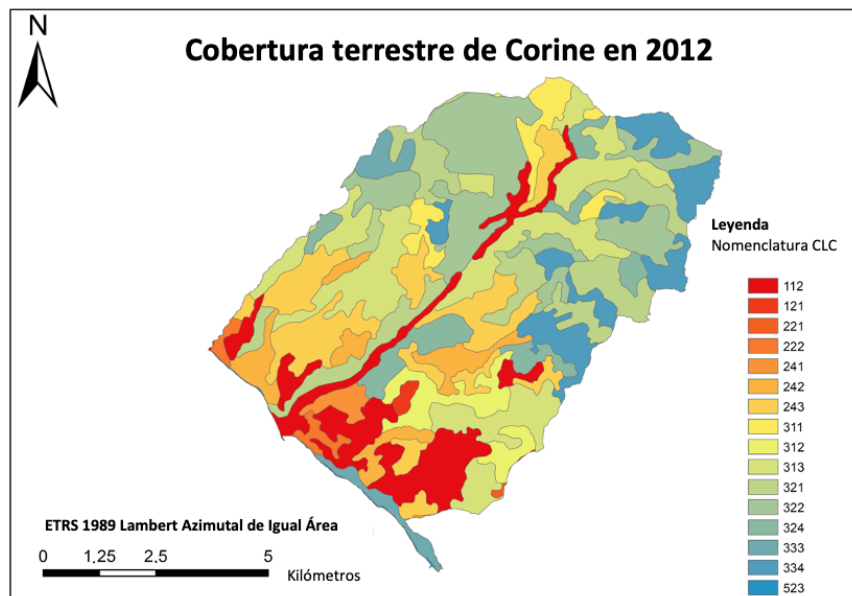 N
Cobertura terrestre de Corine en 2012
Leyenda
Nomenclatura CLC
112
121
221
222
241
242
243
311
312
313
321
322
324
333
334
523
ETRS 1989 Lambert Azimutal de Igual Área
0 1,25 2.5 5
Kilómetros